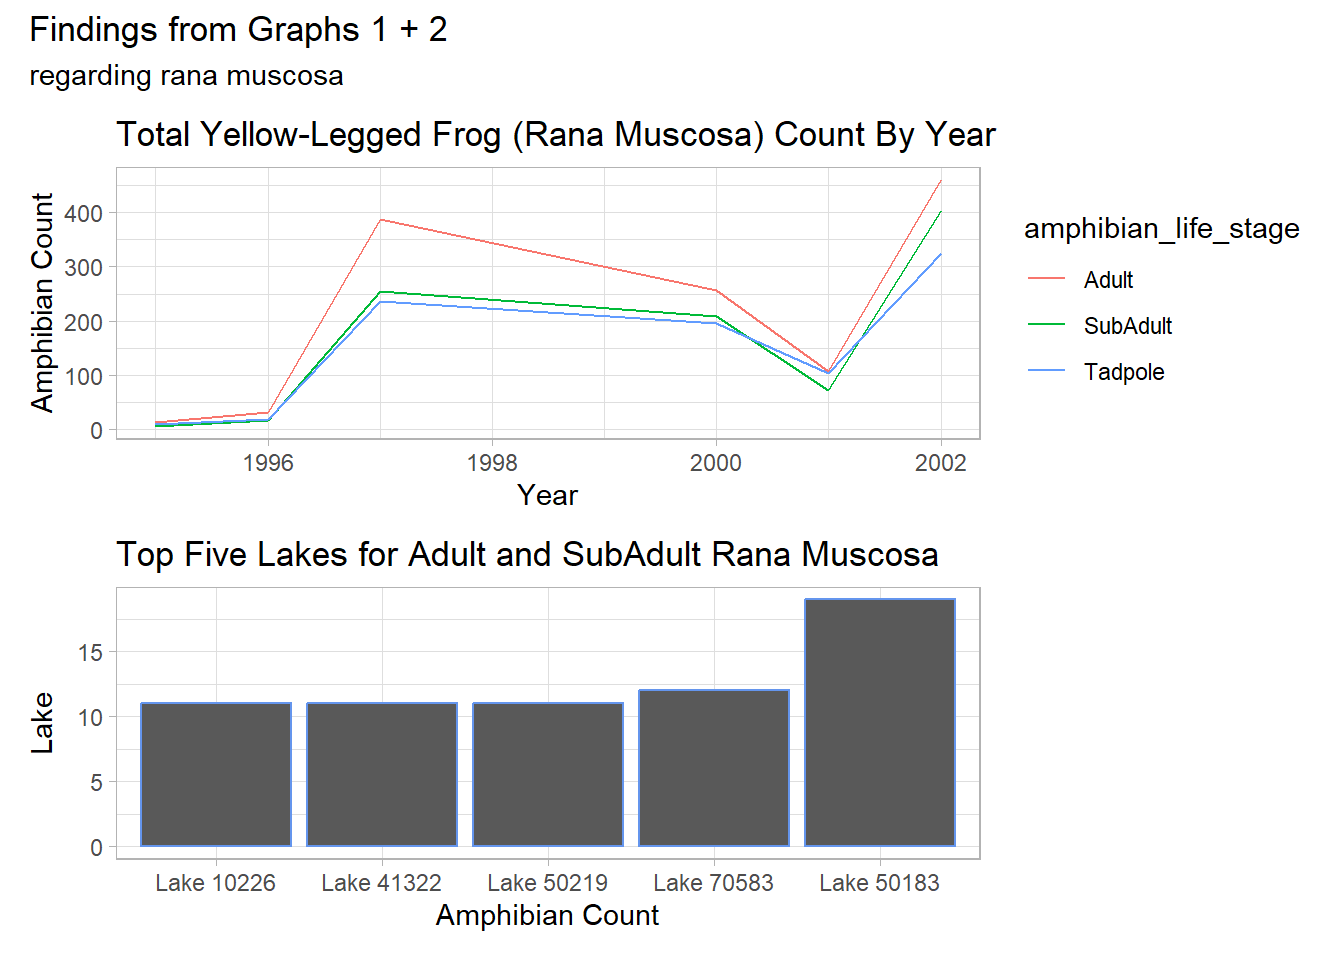 Findings from Graphs 1 + 2
regarding rana muscosa
Total Yellow-Legged Frog (Rana Muscosa) Count By Year
Amphibian Count
400
300
200
100
0
1996 1998 2000 2002
Year
amphibian_life_stage
Adult
SubAdult
Tadpole
Top Five Lakes for Adult and SubAdult Rana Muscosa
Lake
15
10
5
0
Lake 10226 Lake 41322 Lake 50219 Lake 70583 Lake 50183
Amphibian Count